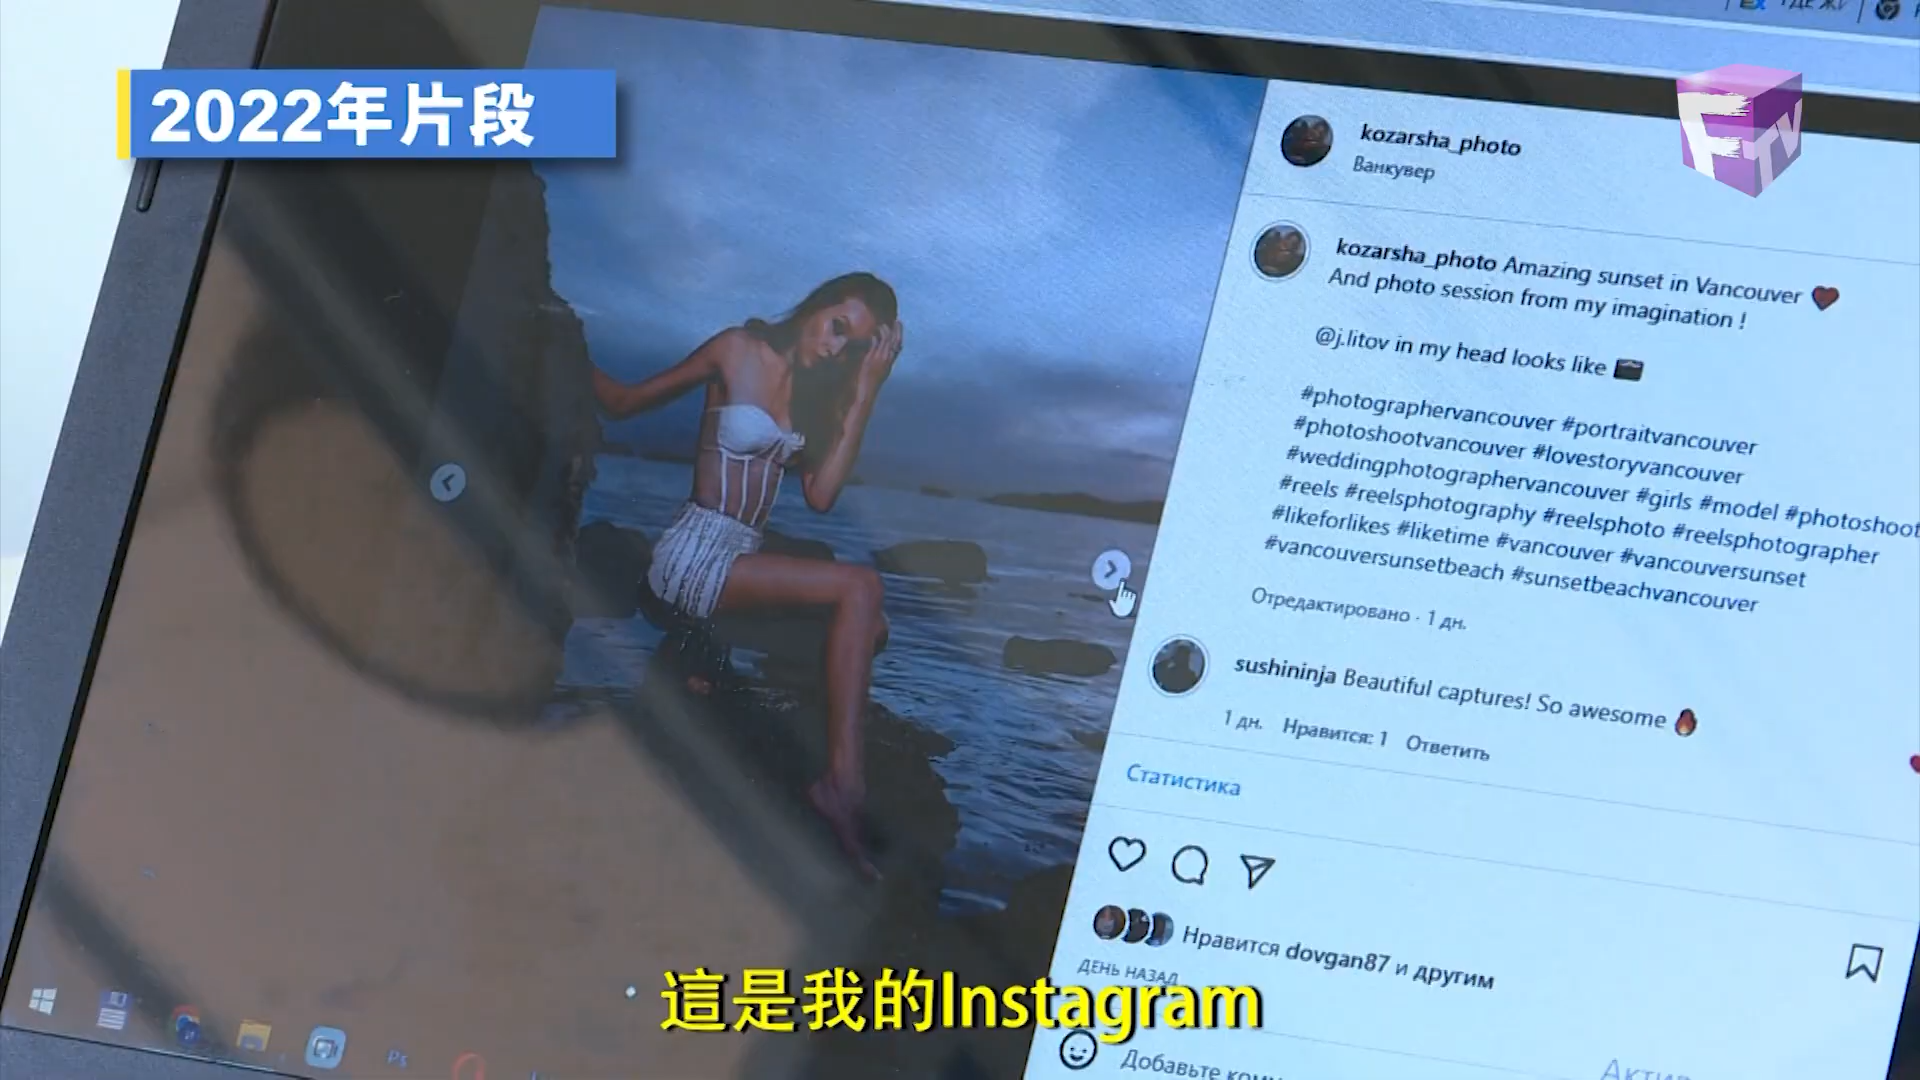 2022年片段
FTV
kozarsha_photo
Ванкувер
kozarsha_photo Amazing sunset in Vancouver ❤
And photo session from my imagination !
@j.litov in my head looks like
#photographervancouver #portraitvancouver
#photoshootvancouver #lovestoryvancouver
#weddingphotographervancouver #girls #model #photoshoot
#reels #reelsphotography #reelsphoto #reelsphotographer
#likeforlikes #liketime #vancouver #vancouversunset
#vancouversunsetbeach #sunsetbeachvancouver
Отредактировано · 1 дн.
sushininja Beautiful captures! So awesome 🔥
1 дн. Нравится: 1 Ответить
Статистика
Нравится dovgan87 и другим
ДЕНЬ НАЗАД
這是我的Instagram
Добавьте
Ps